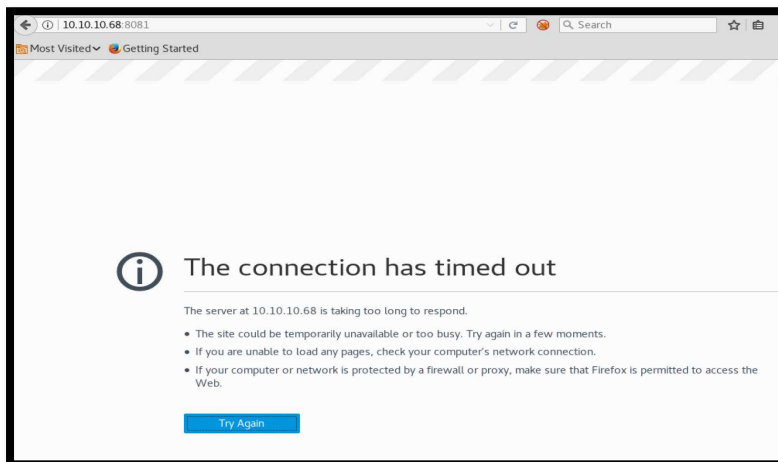 10.10.10.68:8081
Search
Most Visited
Getting Started
The connection has timed out
The server at 10.10.10.68 is taking too long to respond.
• The site could be temporarily unavailable or too busy. Try again in a few moments.
• If you are unable to load any pages, check your computer's network connection.
• If your computer or network is protected by a firewall or proxy, make sure that Firefox is permitted to access the
Web.
Try Again